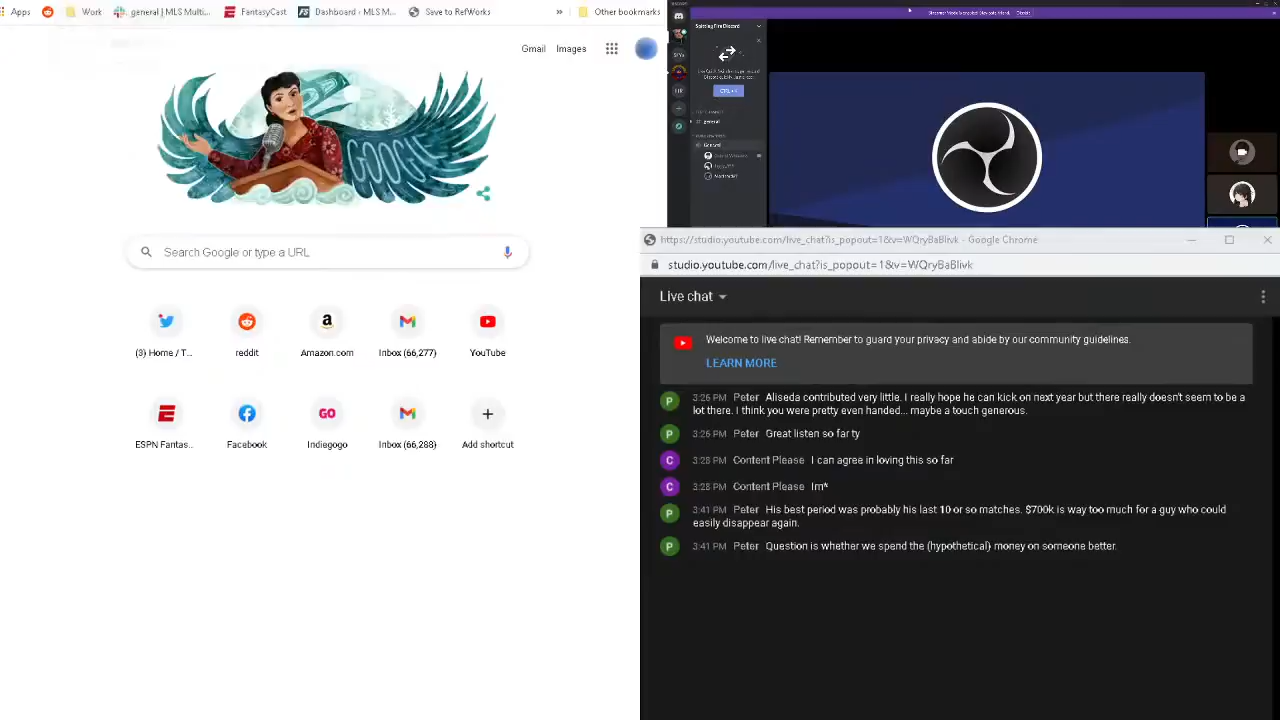 Apps
Work
general | MLS Multi...
FantasyCast
Dashboard ‹ MLS M...
Save to RefWorks
»
Other bookmarks
Gmail
Images
GOOG
Search Google or type a URL
(3) Home / T...
reddit
Amazon.com
Inbox (66,277)
YouTube
ESPN Fantas...
Facebook
Indiegogo
Inbox (66,288)
Add shortcut
Spitting Fire Discord
general
General
https://studio.youtube.com/live_chat?is_popout=1&v=WQryBaBlivk - Google Chrome
studio.youtube.com/live_chat?is_popout=1&v=WQryBaBlivk
Live chat
Welcome to live chat! Remember to guard your privacy and abide by our community guidelines.
LEARN MORE
P 3:26 PM Peter Aliseda contributed very little. I really hope he can kick on next year but there really doesn't seem to be a
lot there. I think you were pretty even handed... maybe a touch generous.
P 3:26 PM Peter Great listen so far ty
C 3:28 PM Content Please I can agree in loving this so far
C 3:28 PM Content Please Im*
P 3:41 PM Peter His best period was probably his last 10 or so matches. $700k is way too much for a guy who could
easily disappear again.
P 3:41 PM Peter Question is whether we spend the (hypothetical) money on someone better.